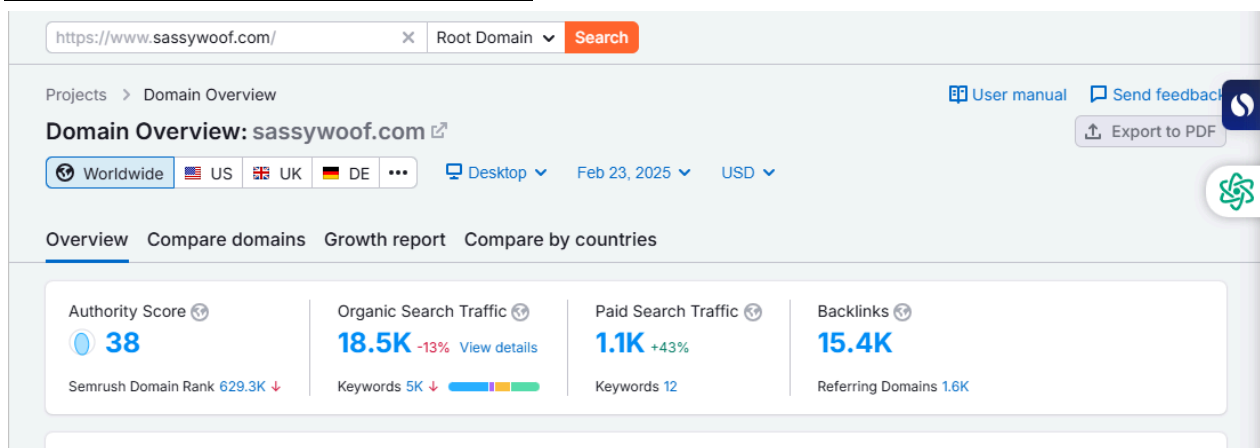 https://www.sassywoof.com/ × Root Domain Search
Projects > Domain Overview User manual Send feedback
Domain Overview: sassywoof.com Export to PDF
Worldwide US UK DE ••• Desktop Feb 23, 2025 USD
Overview Compare domains Growth report Compare by countries
Authority Score Organic Search Traffic Paid Search Traffic Backlinks
38 18.5K -13% View details 1.1K +43% 15.4K
Semrush Domain Rank 629.3K ↓ Keywords 5K ↓ Keywords 12 Referring Domains 1.6K